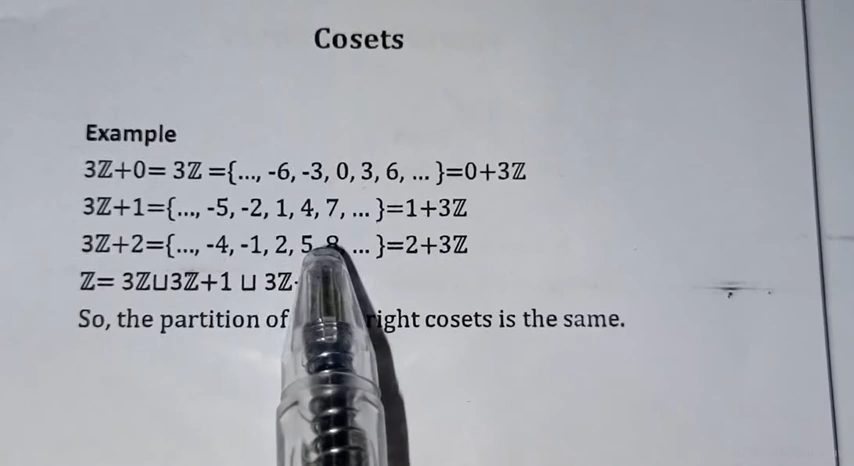 Cosets
Example
3ℤ+0= 3ℤ ={..., -6, -3, 0, 3, 6, ... }=0+3ℤ
3ℤ+1={..., -5, -2, 1, 4, 7, ... }=1+3ℤ
3ℤ+2={..., -4, -1, 2, 5, 8, ... }=2+3ℤ
ℤ= 3ℤ⊔3ℤ+1 ⊔ 3ℤ
So, the partition of right cosets is the same.